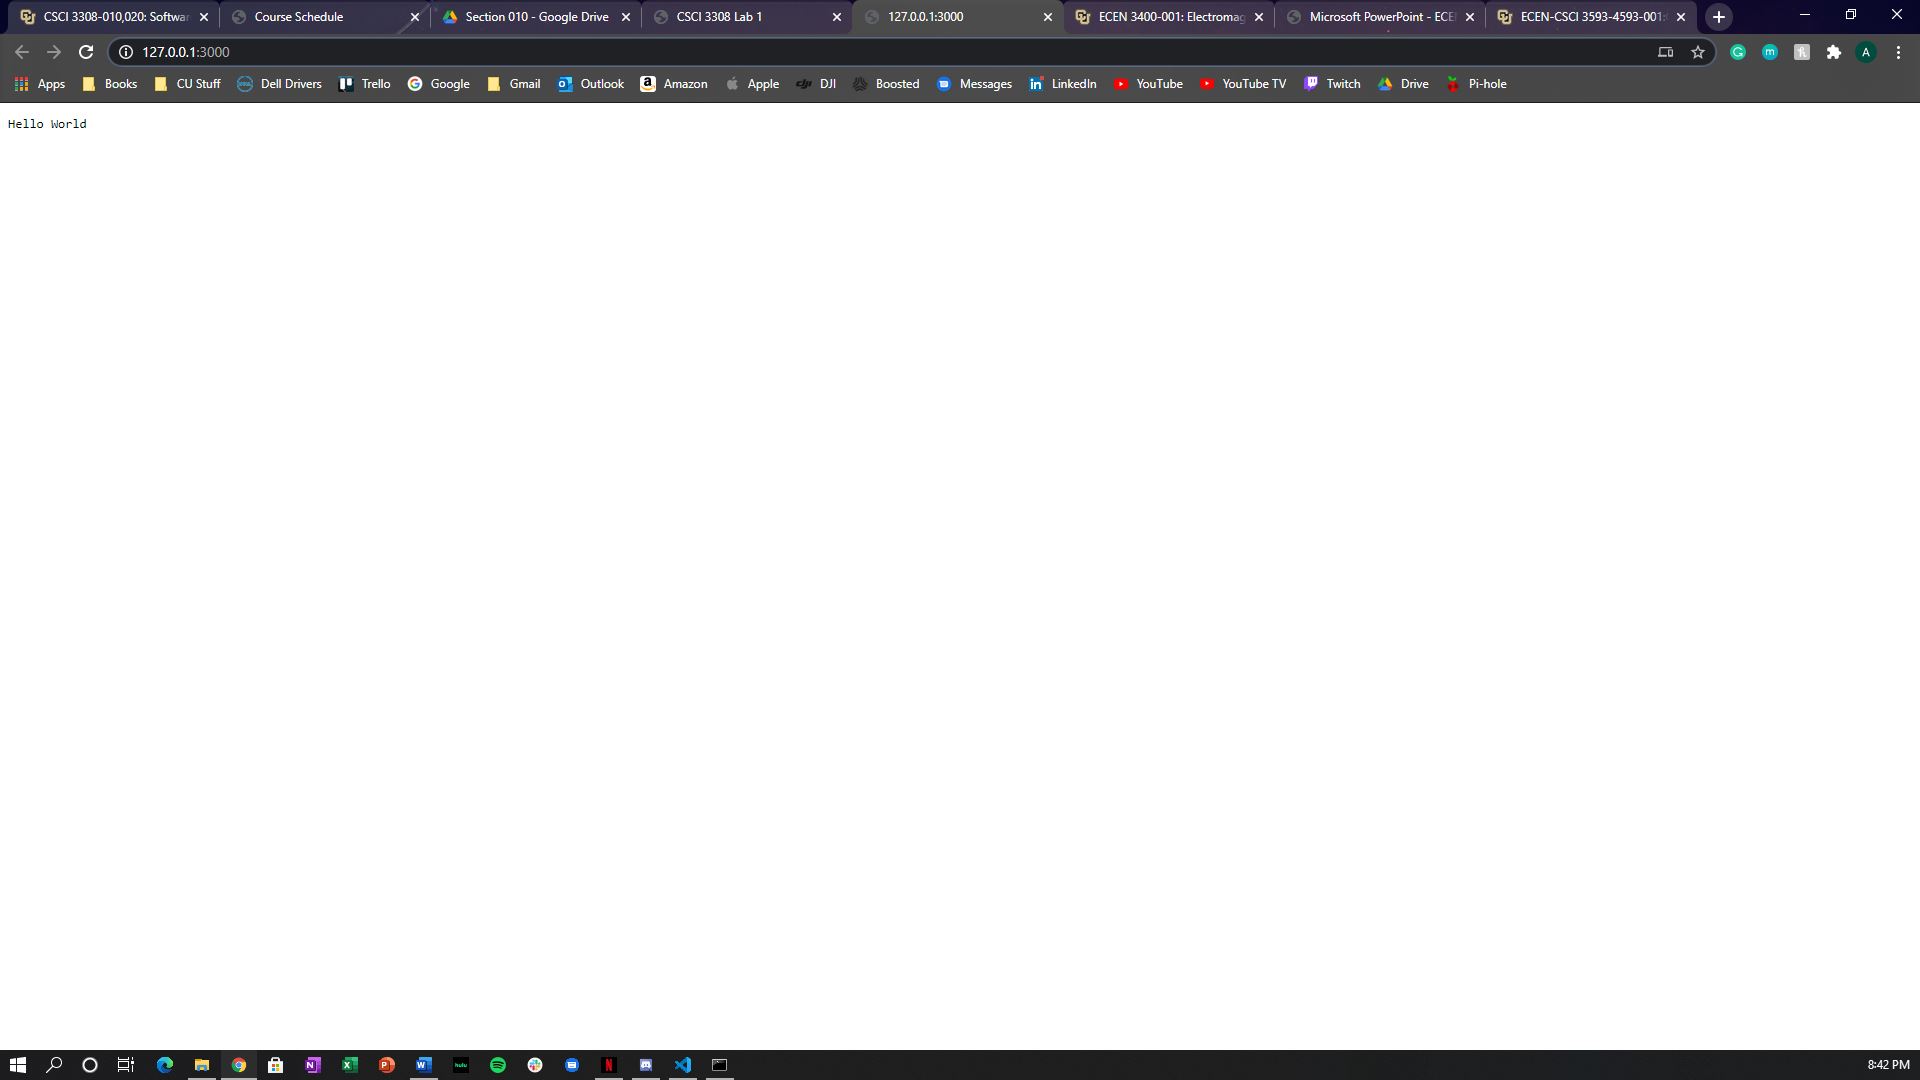 CSCI 3308-010,020: Softwar
Course Schedule
Section 010 - Google Drive
CSCI 3308 Lab 1
127.0.0.1:3000
ECEN 3400-001: Electromag
Microsoft PowerPoint - ECE
ECEN-CSCI 3593-4593-001:
127.0.0.1:3000
A
Apps Books CU Stuff Dell Drivers Trello Google Gmail Outlook Amazon Apple DJI Boosted Messages LinkedIn YouTube YouTube TV Twitch Drive Pi-hole
Hello World
hulu
8:42 PM